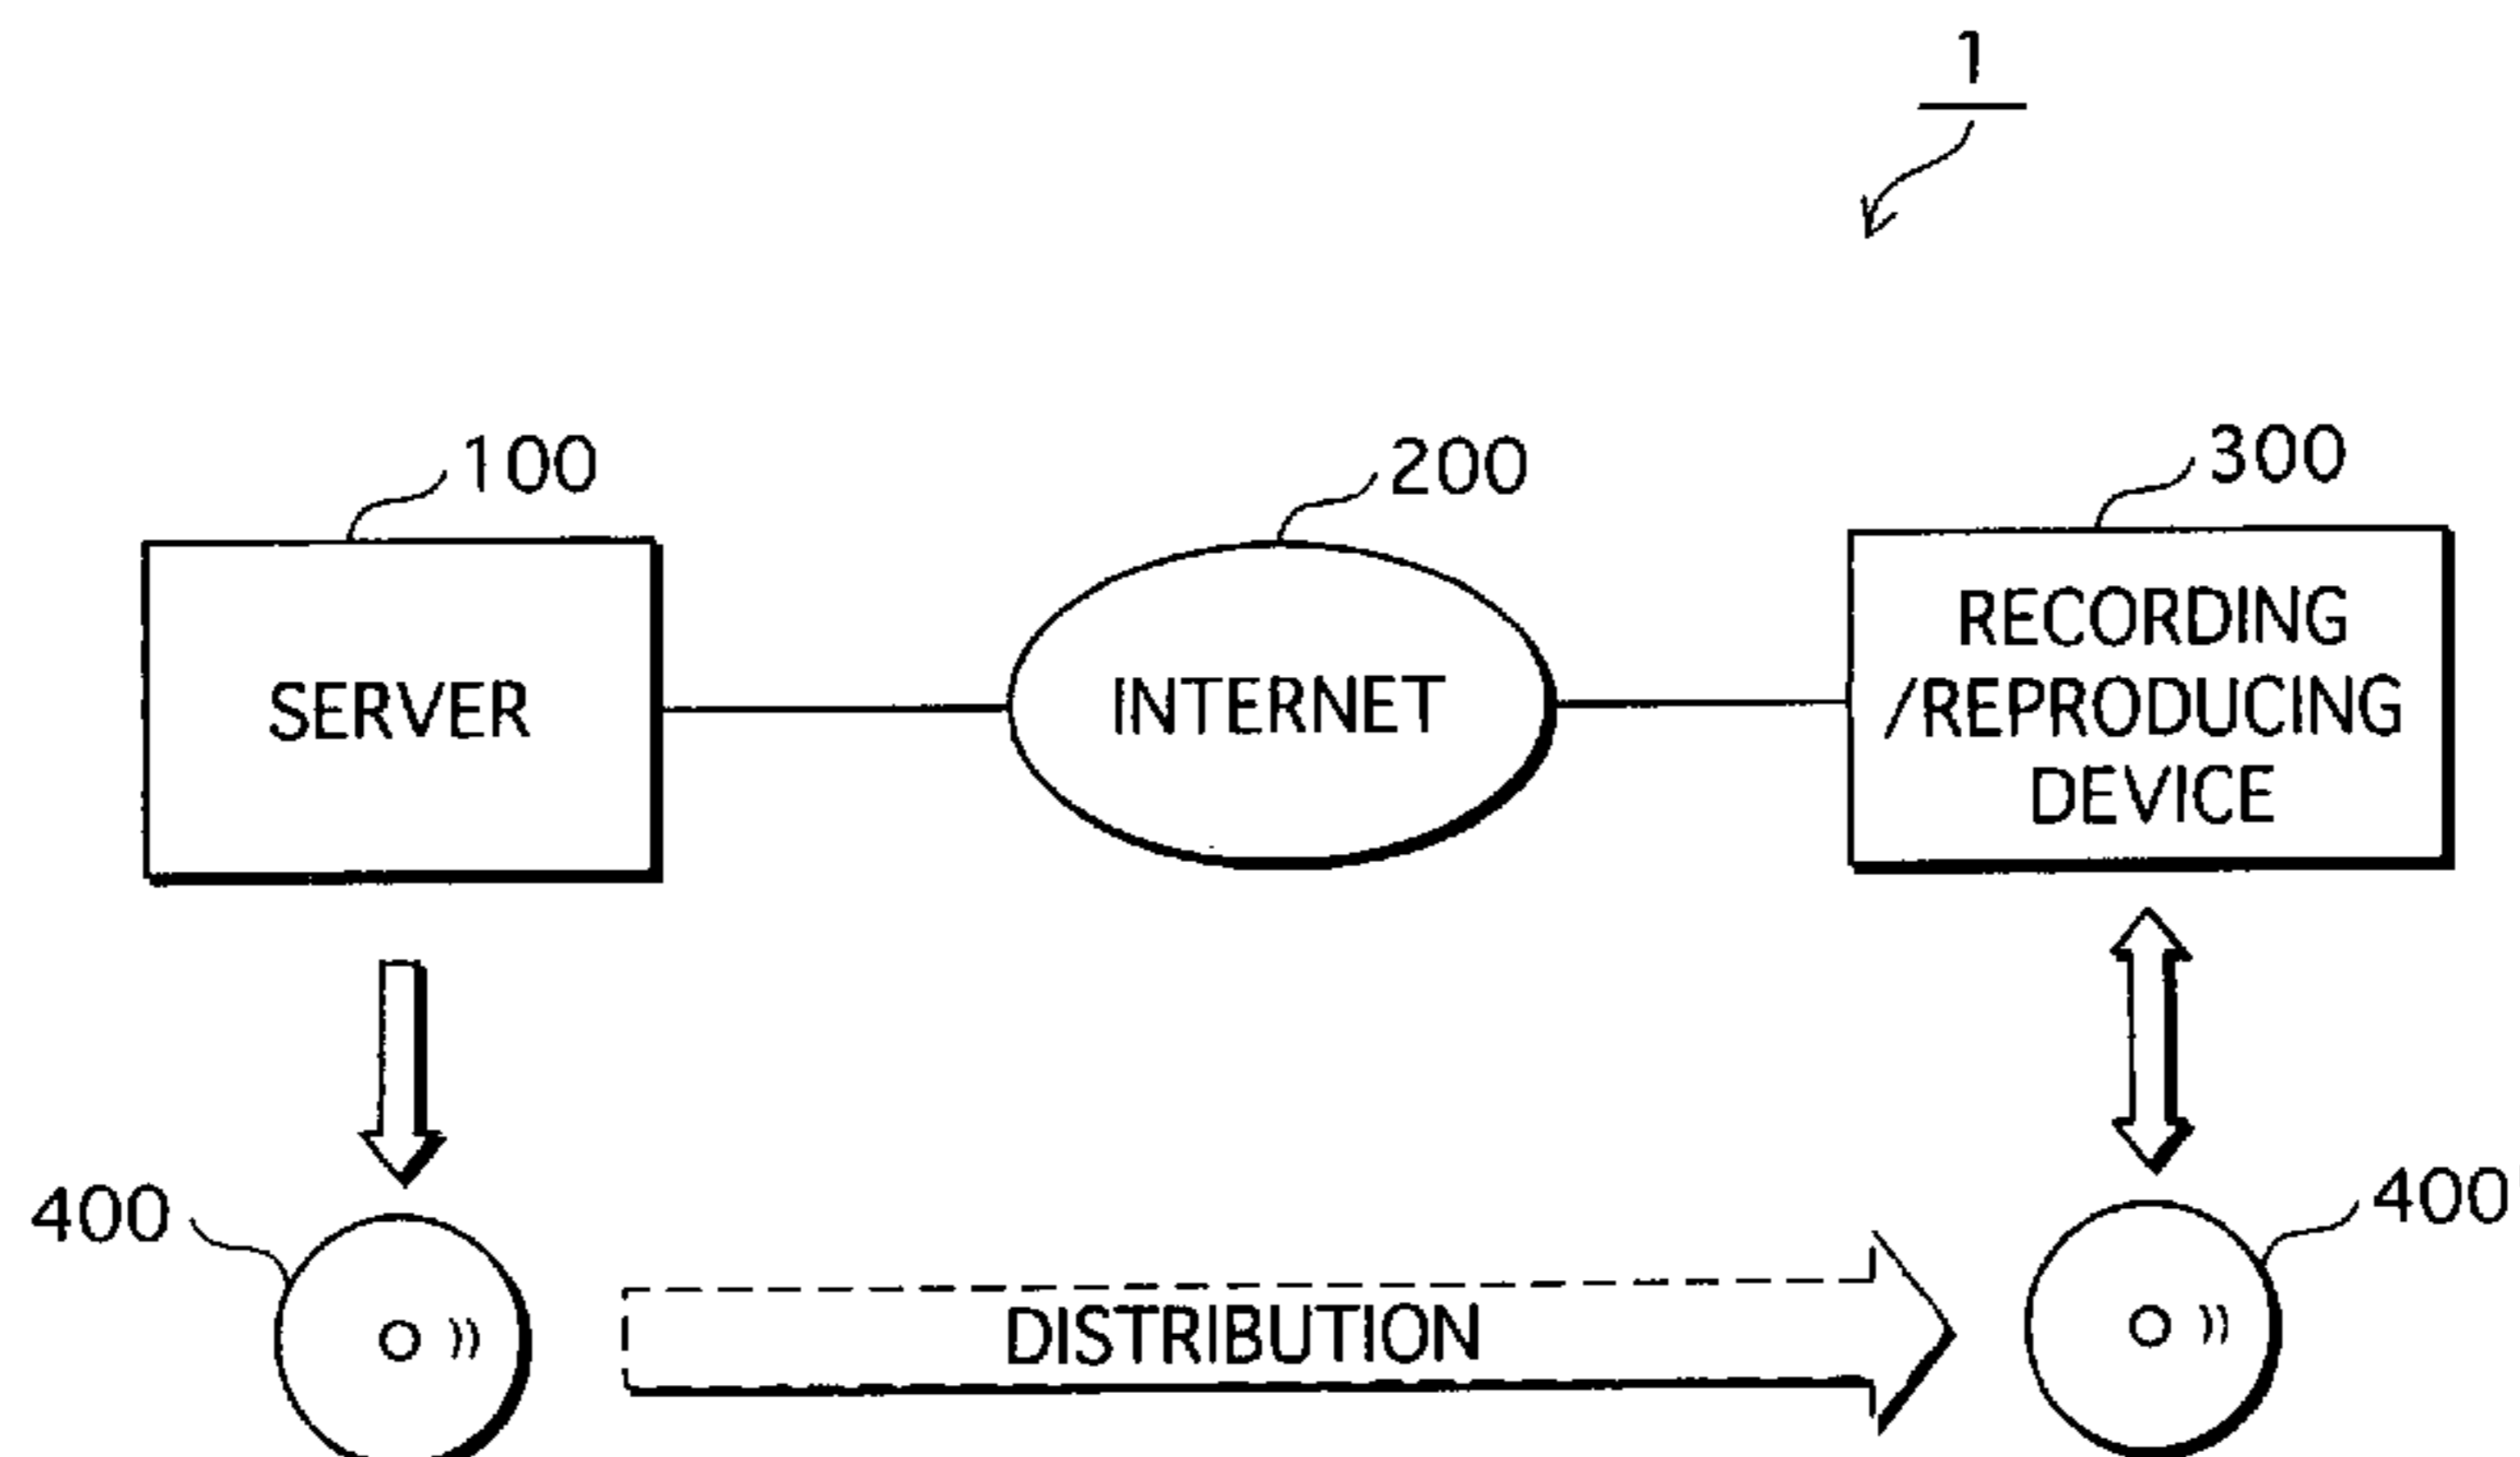 1
100
200
300
SERVER
INTERNET
RECORDING
/REPRODUCING
DEVICE
400
400
DISTRIBUTION